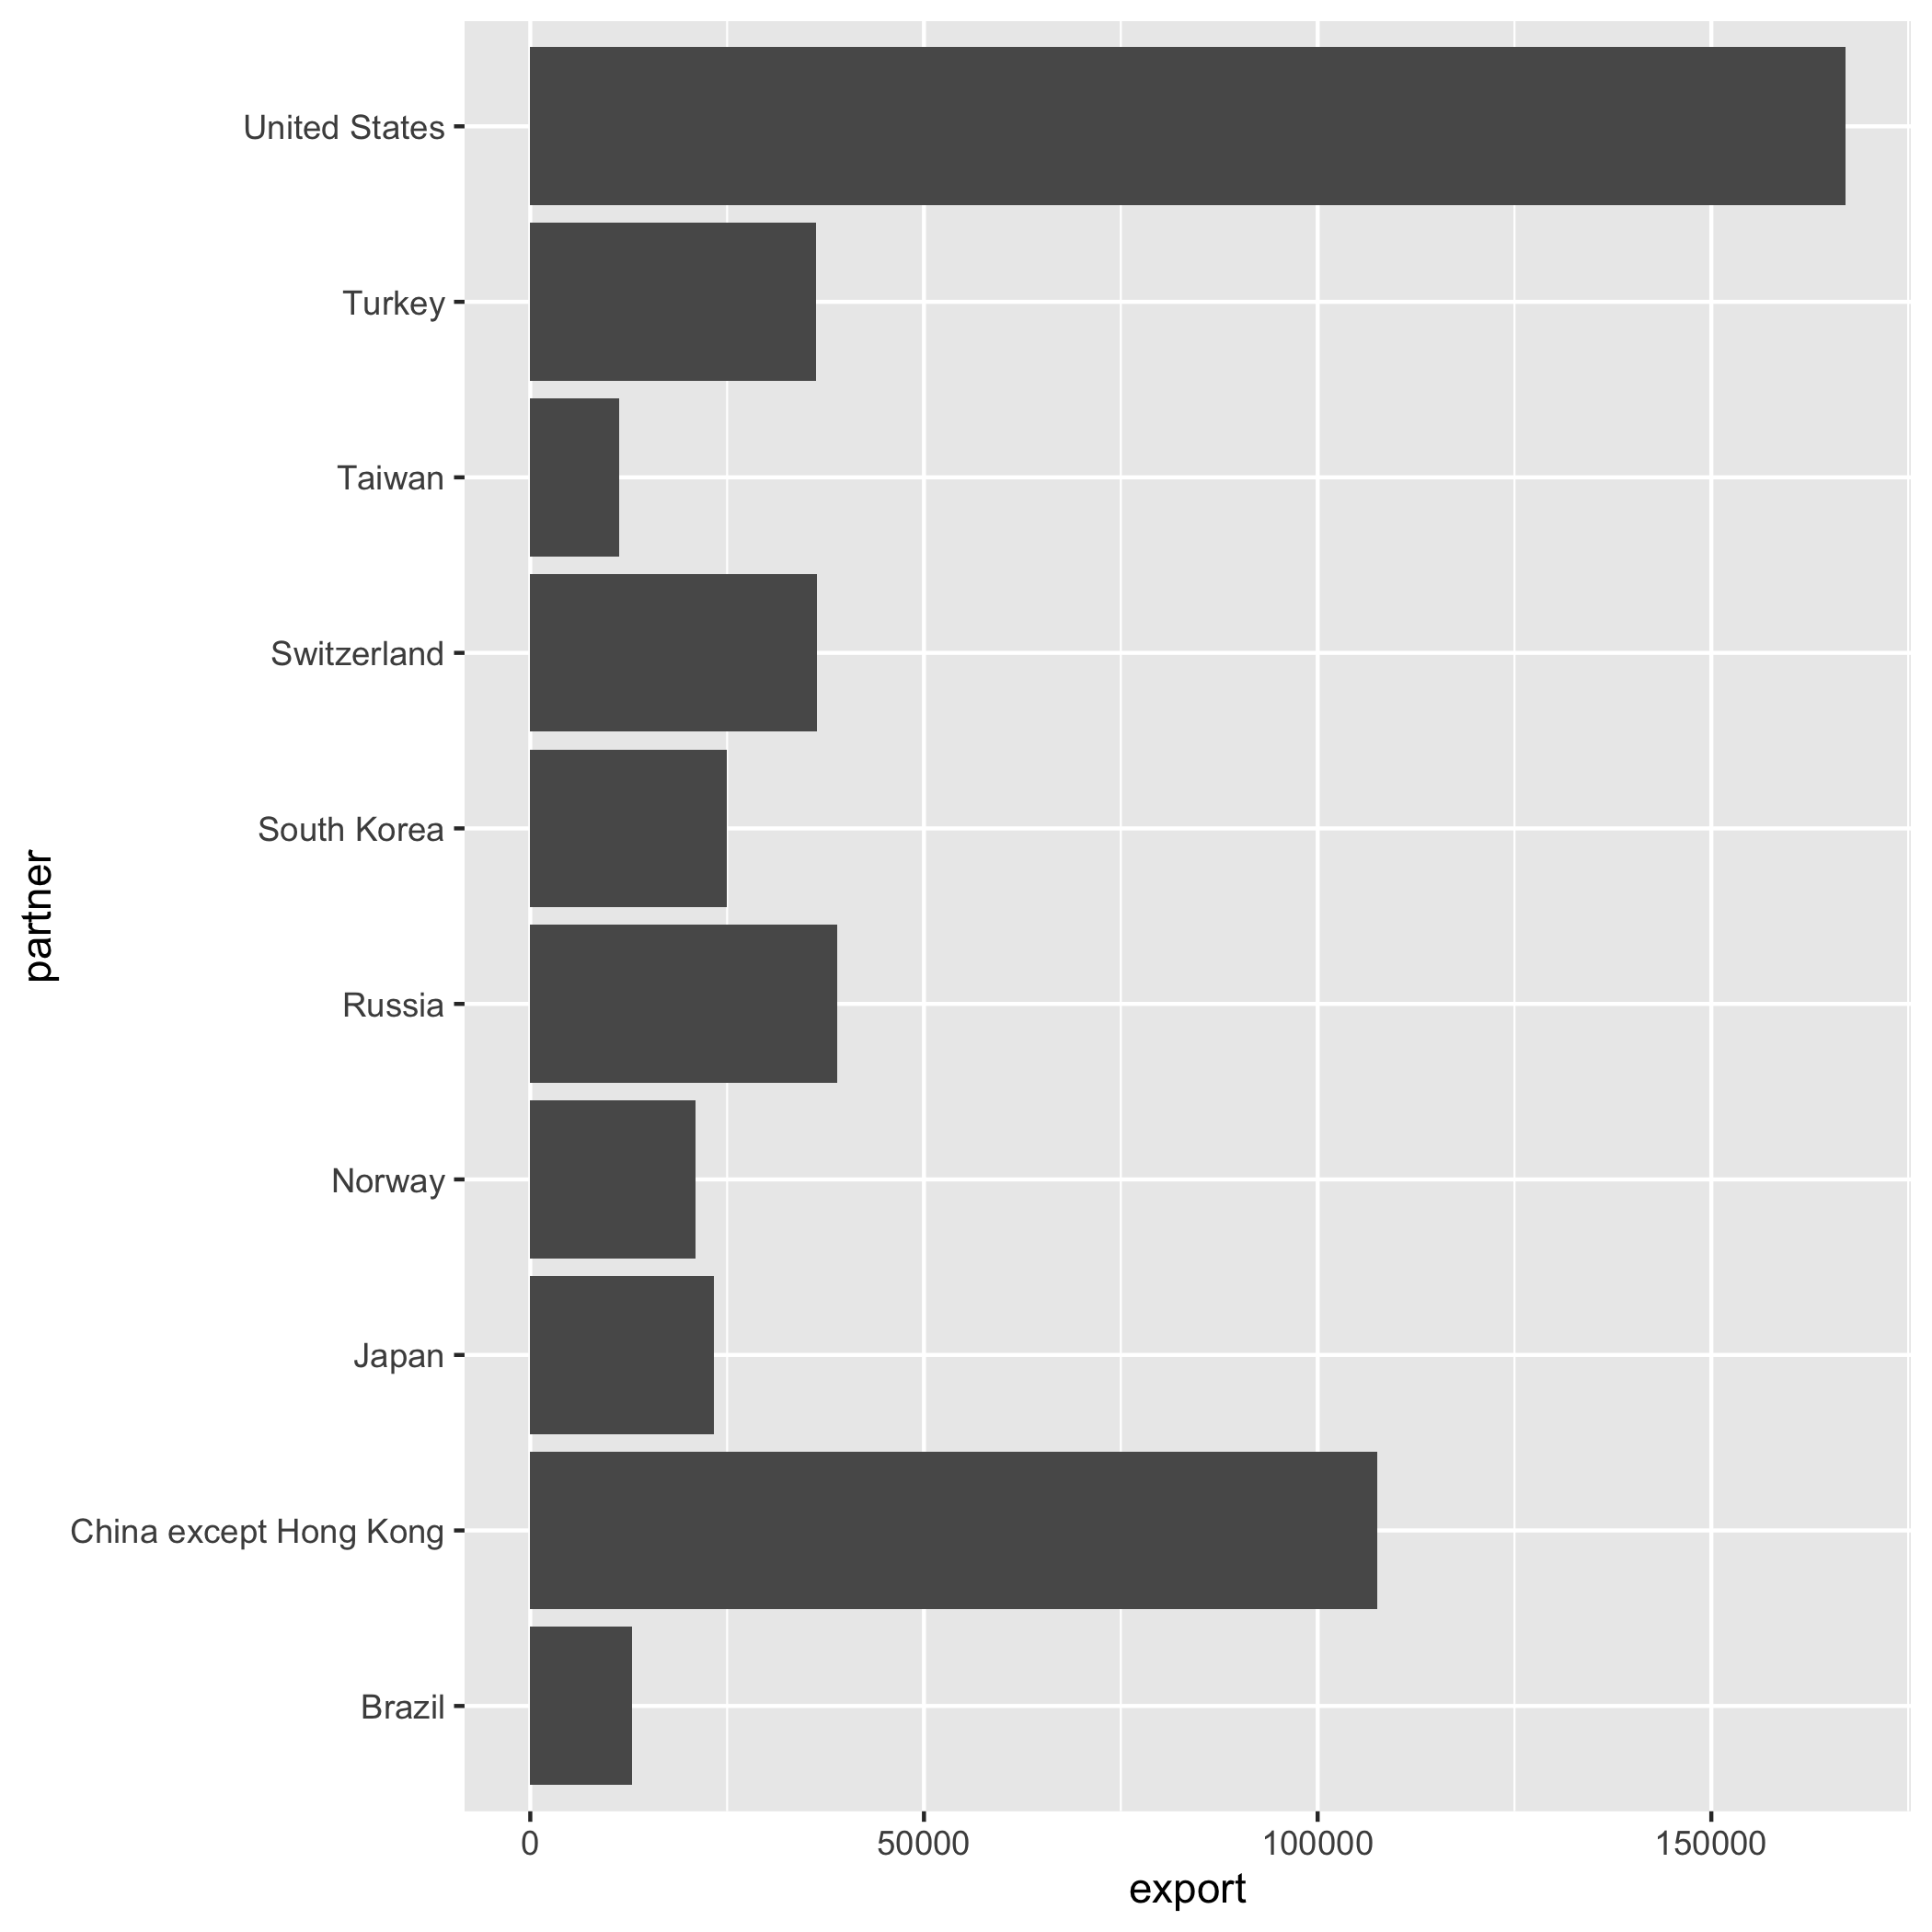 United States
Turkey
Taiwan
Switzerland
South Korea
Russia
Norway
Japan
China except Hong Kong
Brazil
partner
0 50000 100000 150000
export